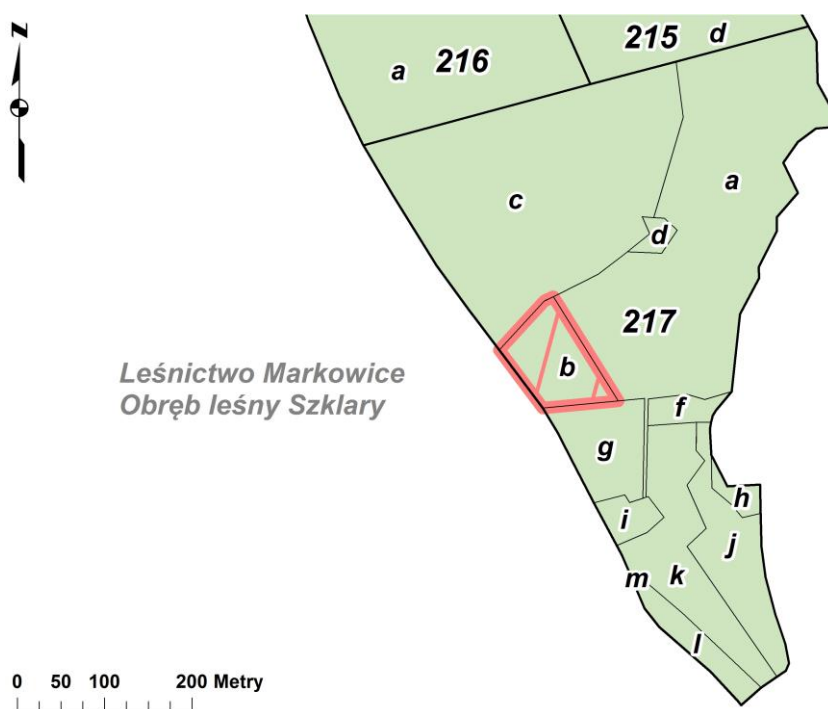 N
215 d
a 216
a
c
d
217
b
Leśnictwo Markowice
Obręb leśny Szklary
f
g
h
i
j
m k
l
0 50 100 200 Metry